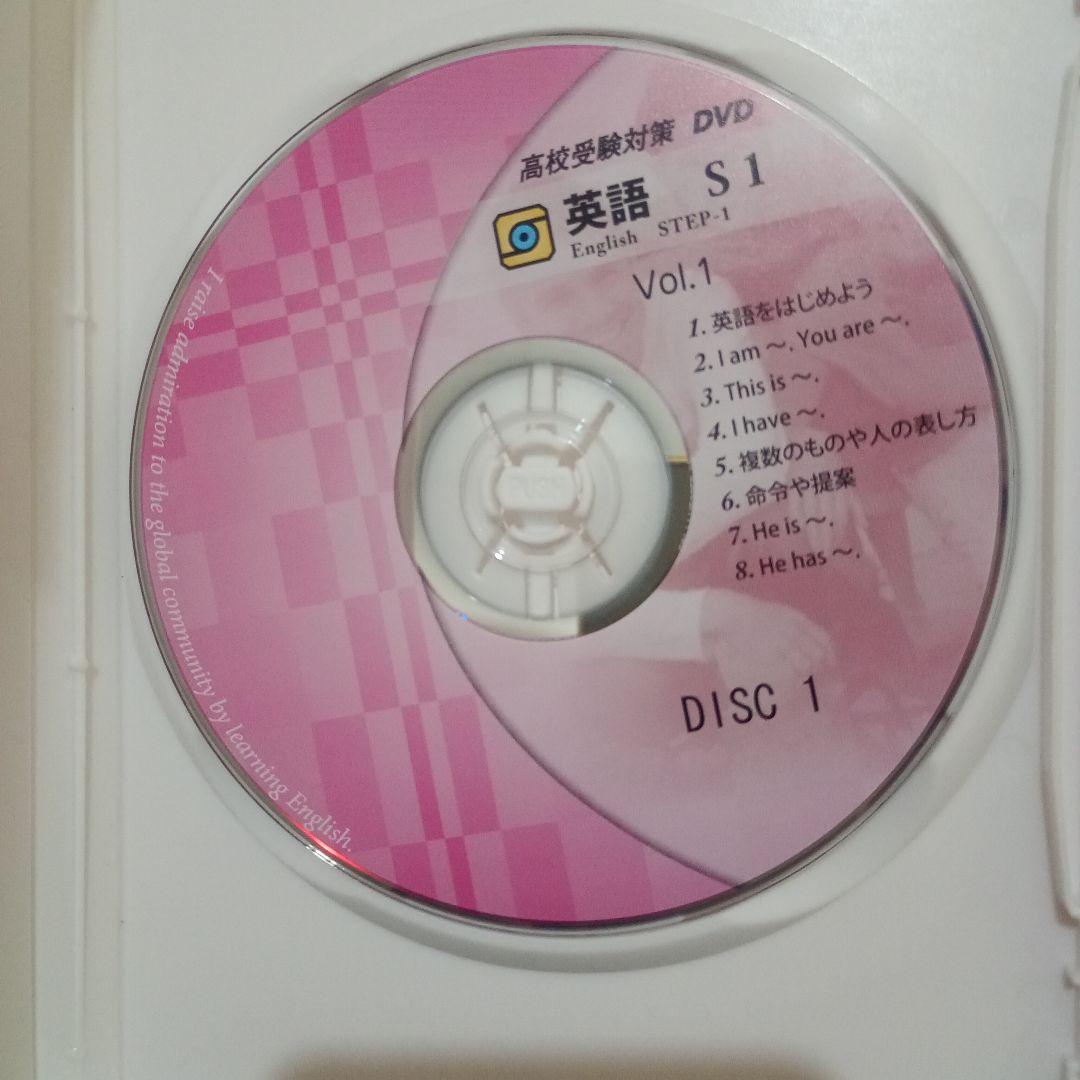 高校受験対策 DVD
英語 S1
English STEP-1
Vol.1
1. 英語をはじめよう
2. I am ～. You are ～.
3. This is ～.
4. I have ～.
5. 複数のものや人の表し方
6. 命令や提案
7. He is ～.
8. He has ～.
DISC 1
I raise admiration to the global community by learning English.